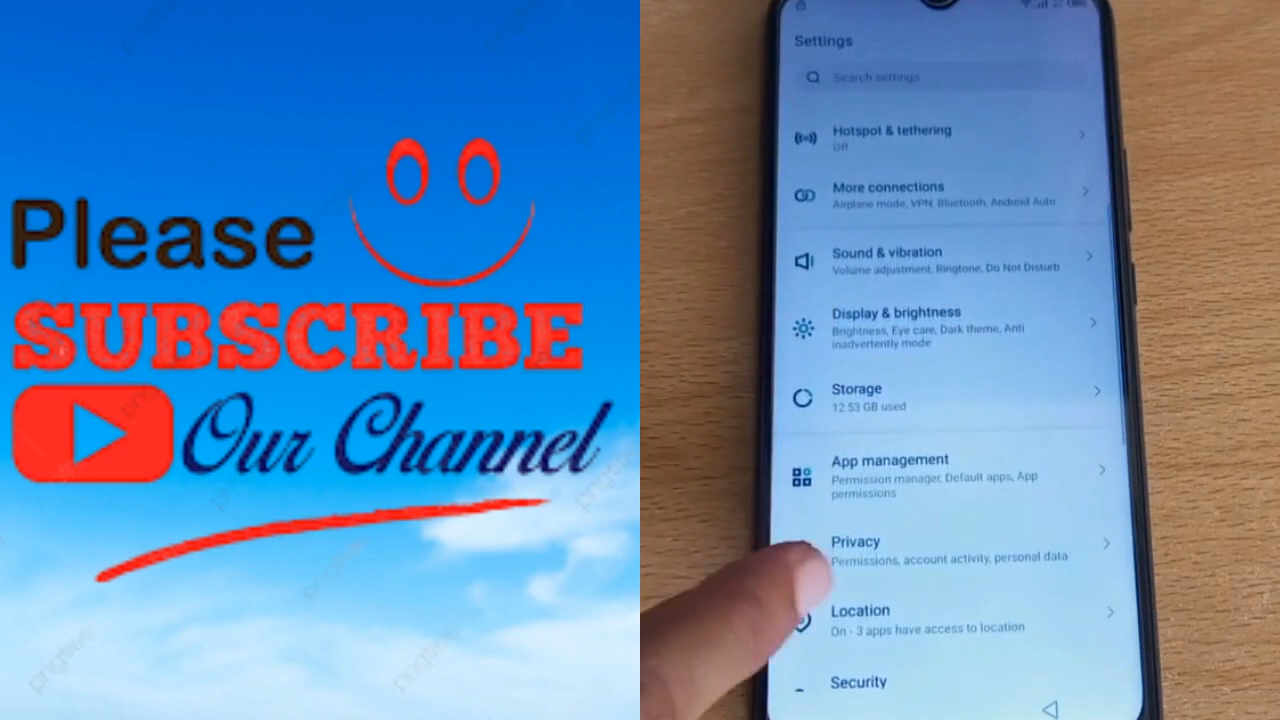 Please
SUBSCRIBE
Our Channel
Settings
Search settings
Hotspot & tethering
Off
More connections
Airplane mode, VPN, Bluetooth, Android Auto
Sound & vibration
Volume adjustment, Ringtone, Do Not Disturb
Display & brightness
Brightness, Eye care, Dark theme, Anti
inadvertently mode
Storage
12.53 GB used
App management
Permission manager, Default apps, App
permissions
Privacy
Permissions, account activity, personal data
Location
On - 3 apps have access to location
Security